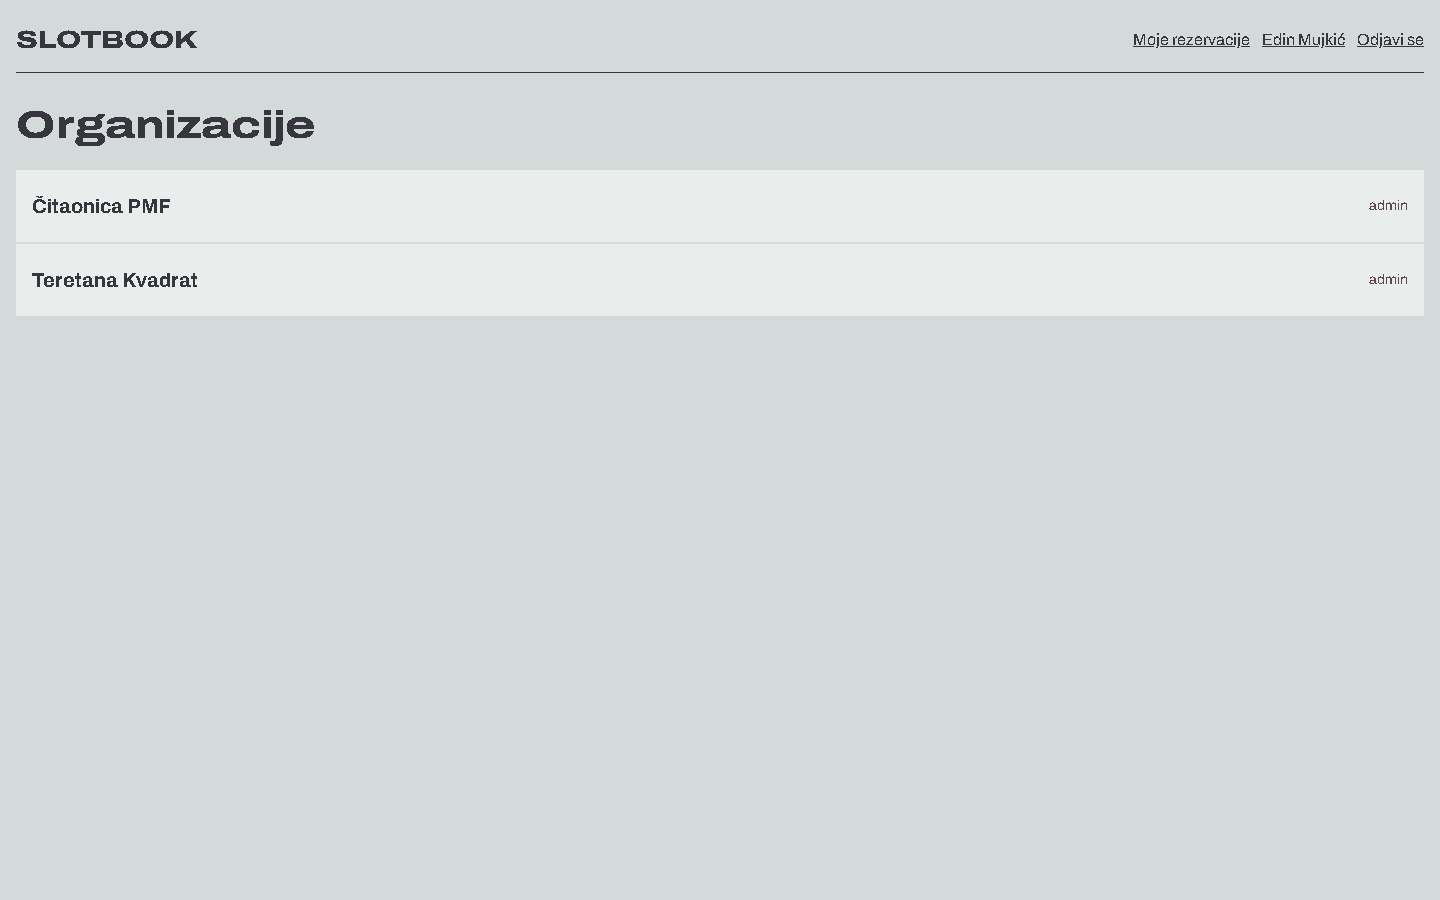 SLOTBOOK
Moje rezervacije Edin Mujkić Odjavi se
Organizacije
Čitaonica PMF admin
Teretana Kvadrat admin